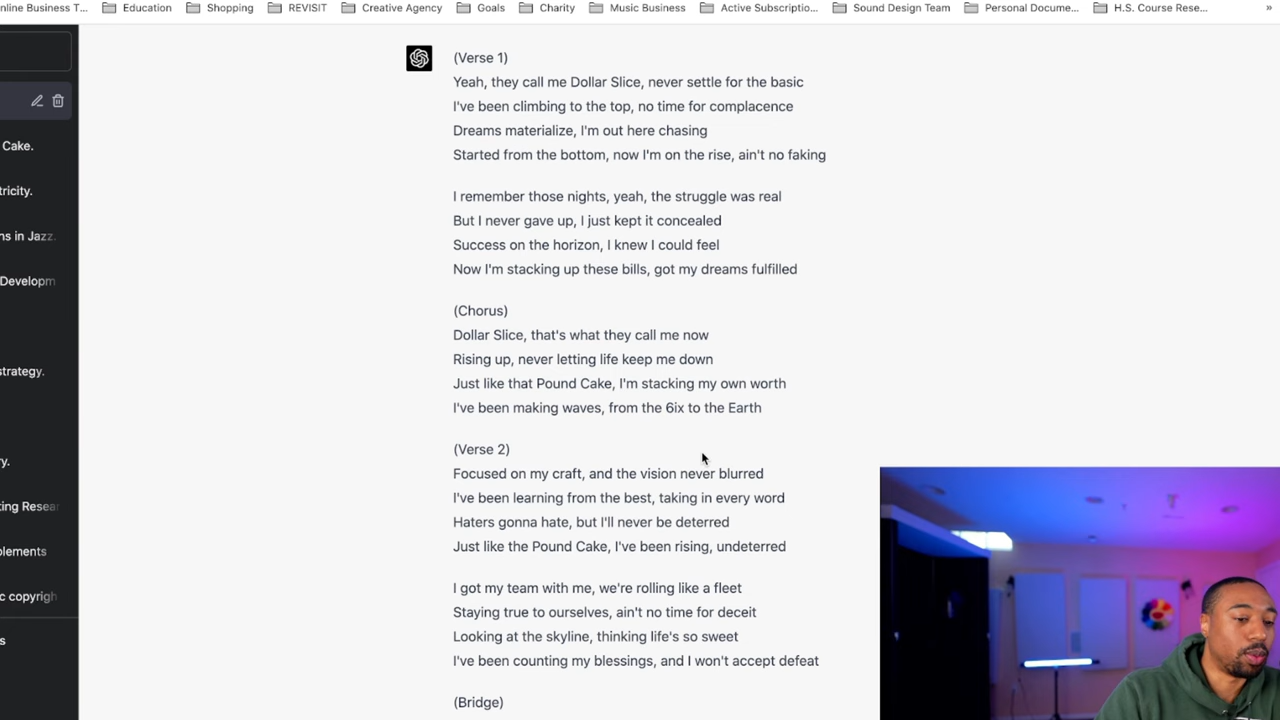 nline Business T...
Education
Shopping
REVISIT
Creative Agency
Goals
Charity
Music Business
Active Subscriptio...
Sound Design Team
Personal Docume...
H.S. Course Rese...
»
Cake.
tricity.
ns in Jazz.
Developm
strategy.
y.
ting Resear
plements
c copyrigh
s
(Verse 1)
Yeah, they call me Dollar Slice, never settle for the basic
I've been climbing to the top, no time for complacence
Dreams materialize, I'm out here chasing
Started from the bottom, now I'm on the rise, ain't no faking
I remember those nights, yeah, the struggle was real
But I never gave up, I just kept it concealed
Success on the horizon, I knew I could feel
Now I'm stacking up these bills, got my dreams fulfilled
(Chorus)
Dollar Slice, that's what they call me now
Rising up, never letting life keep me down
Just like that Pound Cake, I'm stacking my own worth
I've been making waves, from the 6ix to the Earth
(Verse 2)
Focused on my craft, and the vision never blurred
I've been learning from the best, taking in every word
Haters gonna hate, but I'll never be deterred
Just like the Pound Cake, I've been rising, undeterred
I got my team with me, we're rolling like a fleet
Staying true to ourselves, ain't no time for deceit
Looking at the skyline, thinking life's so sweet
I've been counting my blessings, and I won't accept defeat
(Bridge)